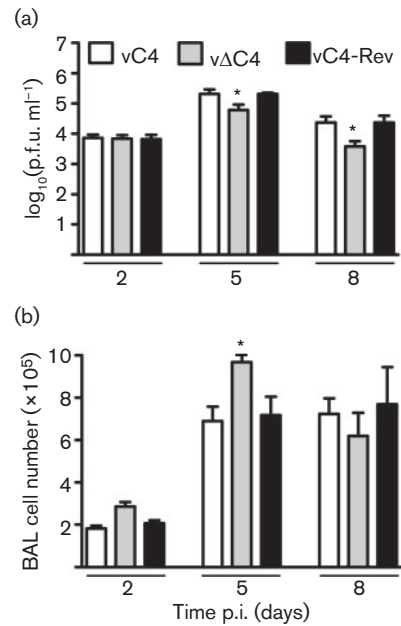 (a)
vC4 vΔC4 vC4-Rev
7
6
5
4
3
2
1
log₁₀(p.f.u. ml⁻¹)
* *
2 5 8
(b)
10
8
6
4
2
BAL cell number (×10⁵)
*
2 5 8
Time p.i. (days)